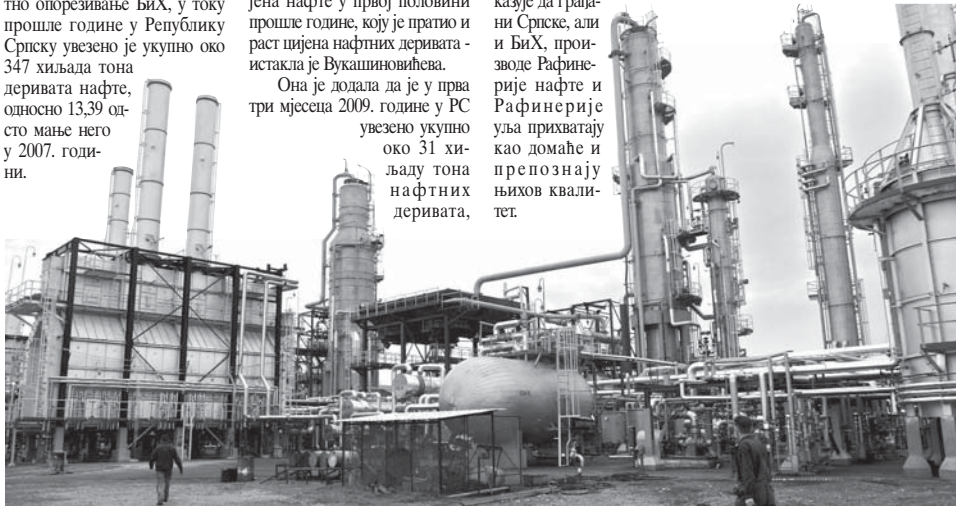 тно опорезивање БиХ, у току
прошле године у Републику
Српску увезено је укупно око
347 хиљада тона
деривата нафте,
односно 13,39 од-
сто мање него
у 2007. годи-
ни.
јена нафте у првој половини
прошле године, коју је пратио и
раст цијена нафтних деривата -
истакла је Вукашиновићева.
Она је додала да је у прва
три мјесеца 2009. године у РС
увезено укупно
око 31 хи-
љаду тона
нафтних
деривата,
казује да грађа-
ни Српске, али
и БиХ, прои-
зводе Рафине-
рије нафте и
Рафинерије
уља прихватају
као домаће и
препознају
њихов квали-
тет.